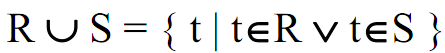 R ∪ S = { t | t∈R ∨ t∈S }